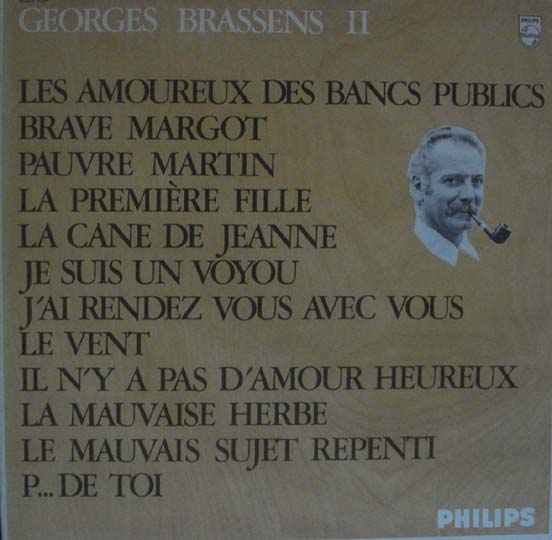 GEORGES BRASSENS II
PHILIPS
LES AMOUREUX DES BANCS PUBLICS
BRAVE MARGOT
PAUVRE MARTIN
LA PREMIÈRE FILLE
LA CANE DE JEANNE
JE SUIS UN VOYOU
J'AI RENDEZ VOUS AVEC VOUS
LE VENT
IL N'Y A PAS D'AMOUR HEUREUX
LA MAUVAISE HERBE
LE MAUVAIS SUJET REPENTI
P... DE TOI
PHILIPS